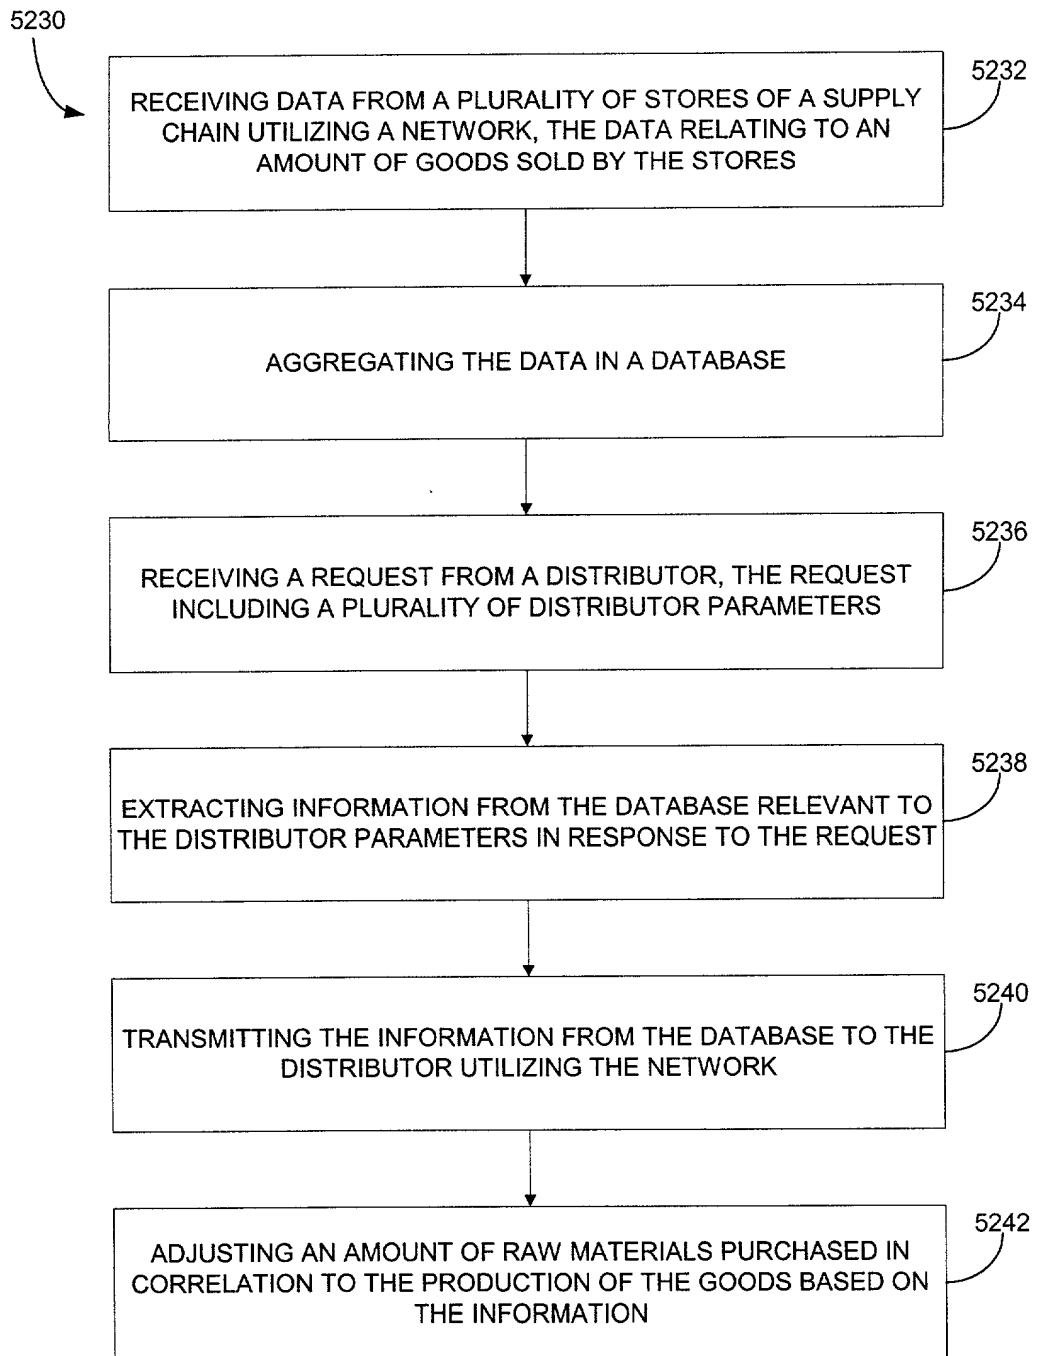 5230
5232
RECEIVING DATA FROM A PLURALITY OF STORES OF A SUPPLY
CHAIN UTILIZING A NETWORK, THE DATA RELATING TO AN
AMOUNT OF GOODS SOLD BY THE STORES
5234
AGGREGATING THE DATA IN A DATABASE
5236
RECEIVING A REQUEST FROM A DISTRIBUTOR, THE REQUEST
INCLUDING A PLURALITY OF DISTRIBUTOR PARAMETERS
5238
EXTRACTING INFORMATION FROM THE DATABASE RELEVANT TO
THE DISTRIBUTOR PARAMETERS IN RESPONSE TO THE REQUEST
5240
TRANSMITTING THE INFORMATION FROM THE DATABASE TO THE
DISTRIBUTOR UTILIZING THE NETWORK
5242
ADJUSTING AN AMOUNT OF RAW MATERIALS PURCHASED IN
CORRELATION TO THE PRODUCTION OF THE GOODS BASED ON
THE INFORMATION